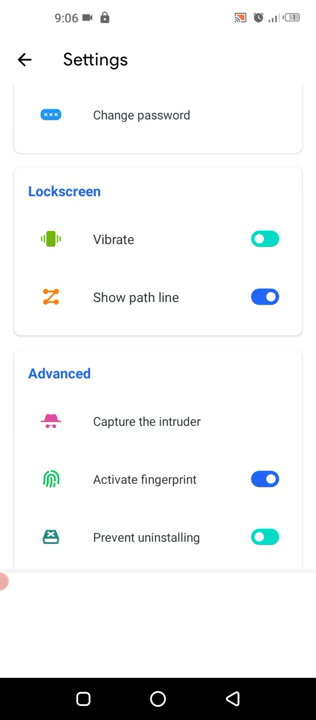 9:06
Settings
Change password
Lockscreen
Vibrate
Show path line
Advanced
Capture the intruder
Activate fingerprint
Prevent uninstalling